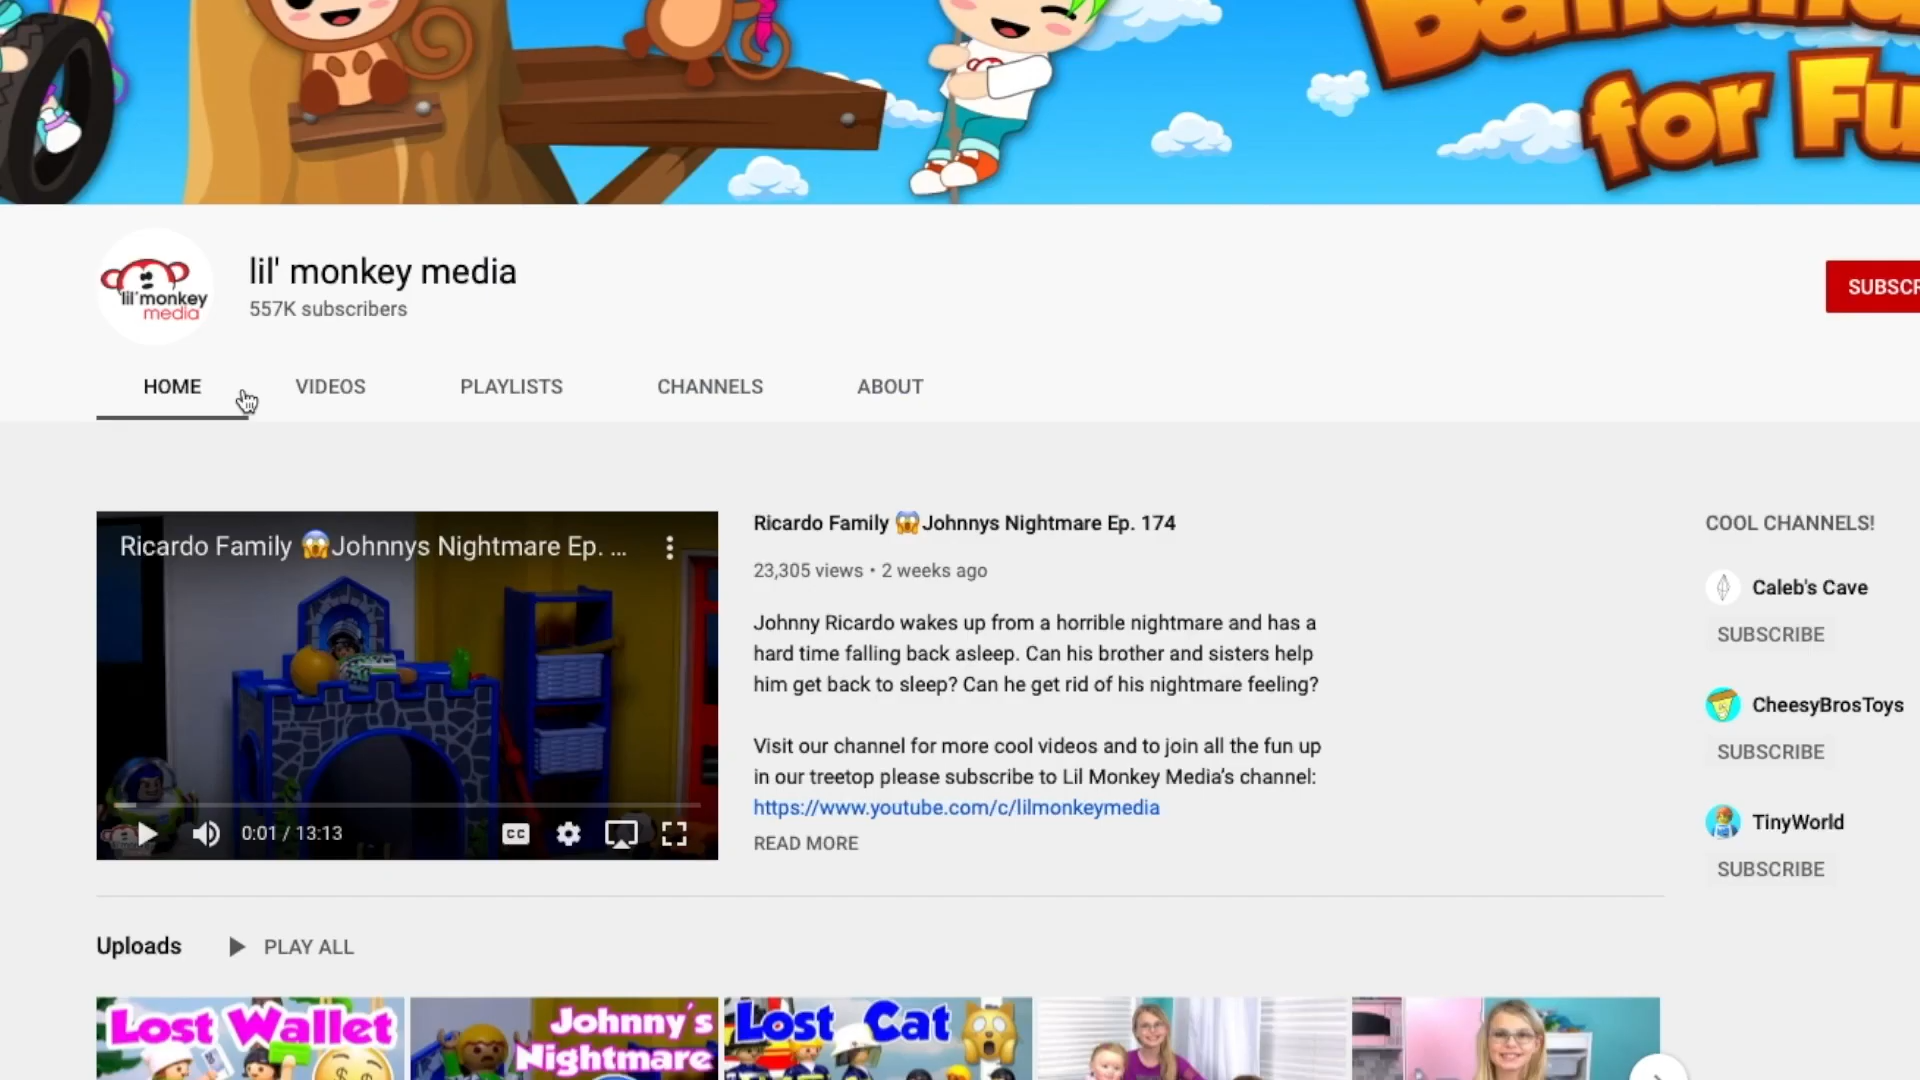 for Fu
lil' monkey
media
lil' monkey media
557K subscribers
SUBSCR
HOME
VIDEOS
PLAYLISTS
CHANNELS
ABOUT
Ricardo Family 😱Johnnys Nightmare Ep. ...
0:01 / 13:13
CC
Ricardo Family 😱Johnnys Nightmare Ep. 174
23,305 views • 2 weeks ago
Johnny Ricardo wakes up from a horrible nightmare and has a
hard time falling back asleep. Can his brother and sisters help
him get back to sleep? Can he get rid of his nightmare feeling?
Visit our channel for more cool videos and to join all the fun up
in our treetop please subscribe to Lil Monkey Media’s channel:
https://www.youtube.com/c/lilmonkeymedia
READ MORE
COOL CHANNELS!
Caleb's Cave
SUBSCRIBE
CheesyBrosToys
SUBSCRIBE
TinyWorld
SUBSCRIBE
Uploads
PLAY ALL
Lost Wallet
Johnny's
Nightmare
Lost Cat